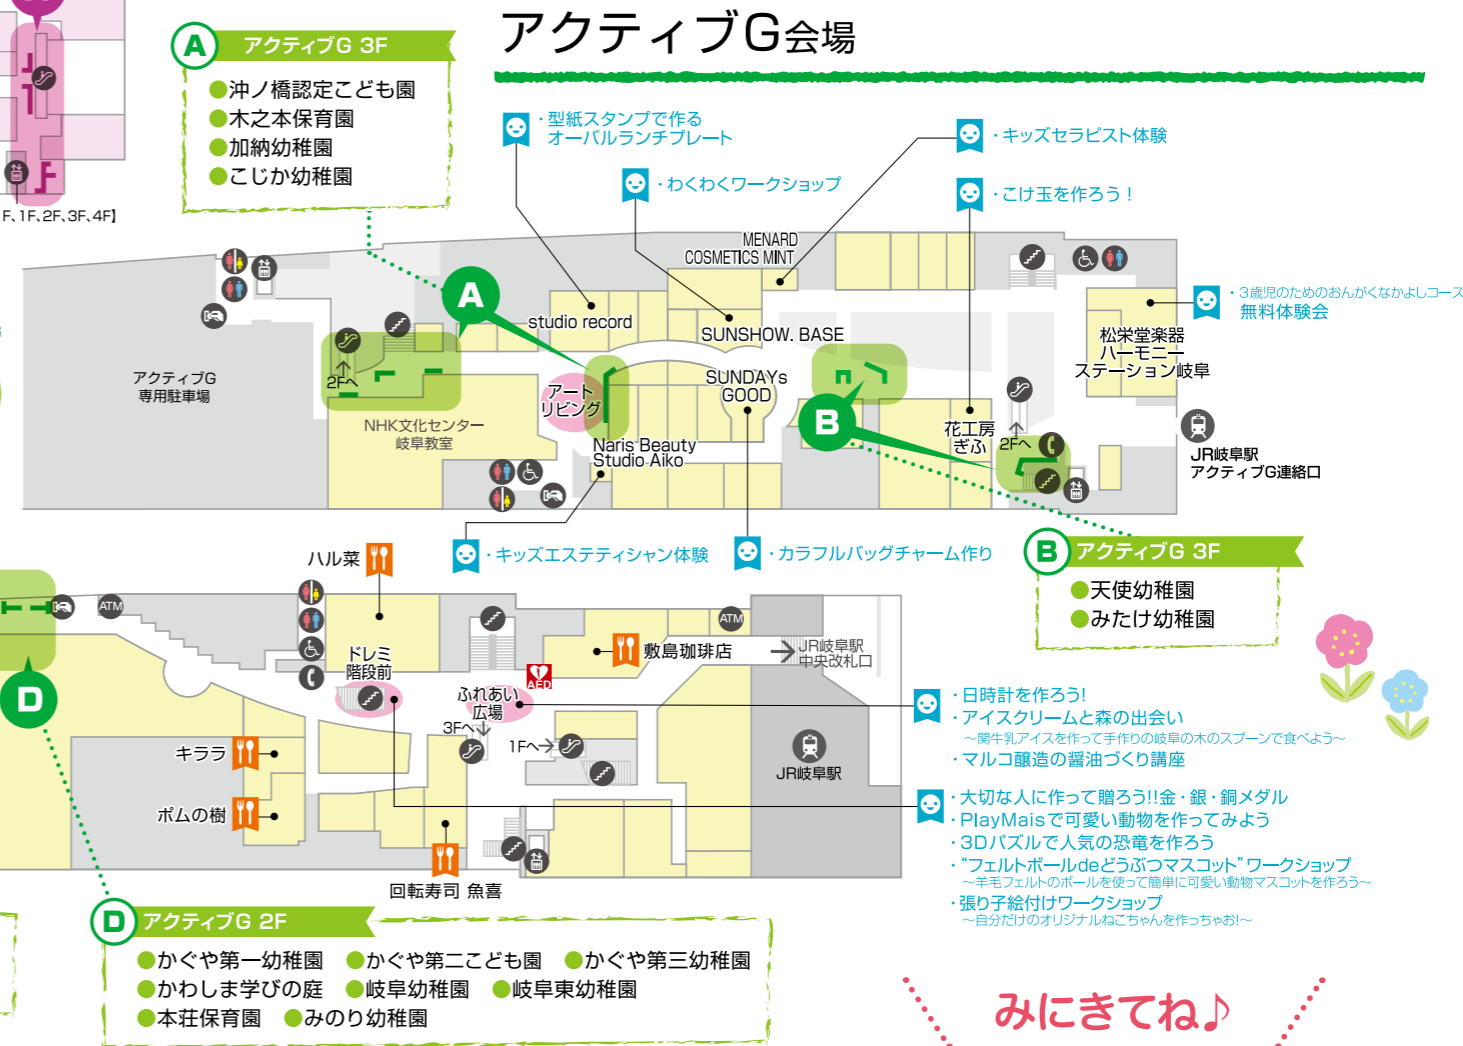 アクティブG会場
A アクティブG 3F
●沖ノ橋認定こども園
●木之本保育園
●加納幼稚園
●こじか幼稚園
F、1F、2F、3F、4F】
・型紙スタンプで作る
オーバルランチプレート
・わくわくワークショップ
・キッズセラピスト体験
・こけ玉を作ろう！
・3歳児のためのおんがくなかよしコース
無料体験会
MENARD
COSMETICS MINT
studio record
SUNSHOW. BASE
松栄堂楽器
ハーモニー
ステーション岐阜
A
2Fへ
アクティブG
専用駐車場
アート
リビング
SUNDAYs
GOOD
B
NHK文化センター
岐阜教室
Naris Beauty
Studio Aiko
花工房
ぎふ
2Fへ
JR岐阜駅
アクティブG連絡口
・キッズエステティシャン体験
・カラフルバッグチャーム作り
B アクティブG 3F
●天使幼稚園
●みたけ幼稚園
ハル菜
ATM
ATM
ドレミ
階段前
敷島珈琲店
JR岐阜駅
中央改札口
AED
D
ふれあい
広場
3Fへ
1Fへ
キララ
ポムの樹
JR岐阜駅
回転寿司 魚喜
・日時計を作ろう!
・アイスクリームと森の出会い
～関牛乳アイスを作って手作りの岐阜の木のスプーンで食べよう～
・マルコ醸造の醤油づくり講座
・大切な人に作って贈ろう!!金・銀・銅メダル
・PlayMaisで可愛い動物を作ってみよう
・3Dパズルで人気の恐竜を作ろう
・“フェルトボールdeどうぶつマスコット”ワークショップ
～羊毛フェルトのボールを使って簡単に可愛い動物マスコットを作ろう～
・張り子絵付けワークショップ
～自分だけのオリジナルねこちゃんを作っちゃお!～
D アクティブG 2F
●かぐや第一幼稚園 ●かぐや第二こども園 ●かぐや第三幼稚園
●かわしま学びの庭 ●岐阜幼稚園 ●岐阜東幼稚園
●本荘保育園 ●みのり幼稚園
みにきてね♪